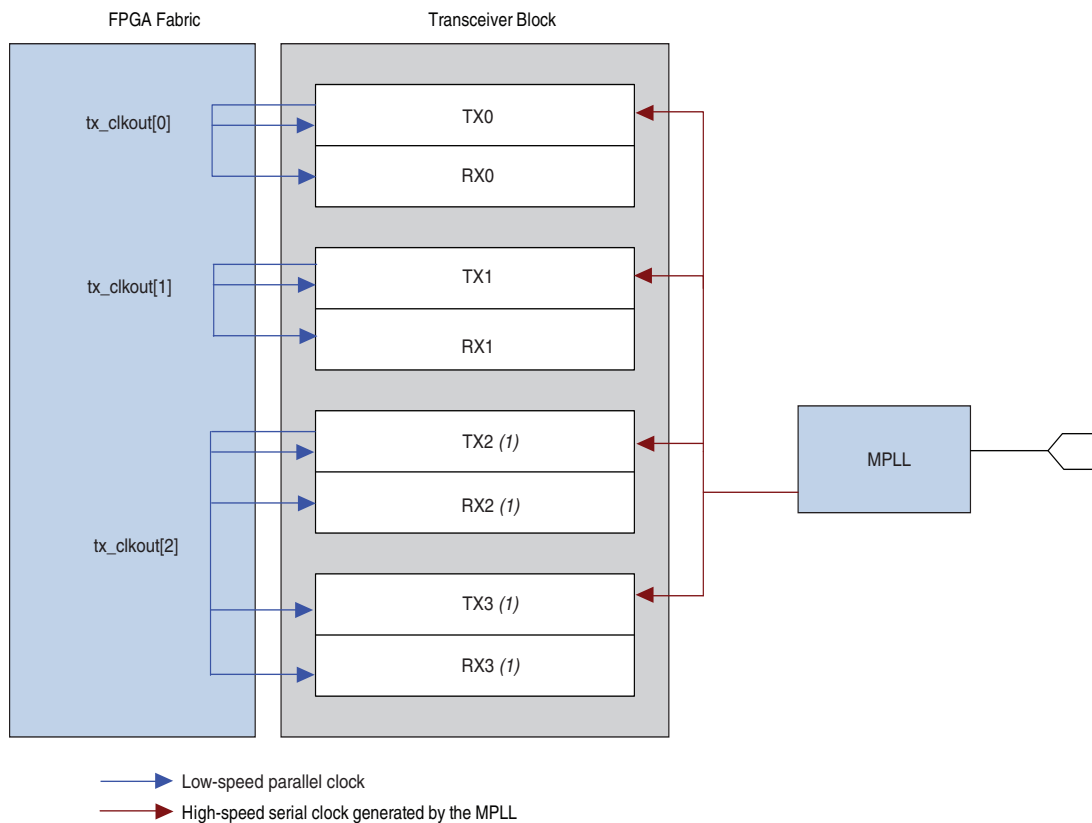 FPGA Fabric
Transceiver Block
tx_clkout[0]
TX0
RX0
tx_clkout[1]
TX1
RX1
TX2 (1)
RX2 (1)
tx_clkout[2]
TX3 (1)
RX3 (1)
MPLL
Low-speed parallel clock
High-speed serial clock generated by the MPLL